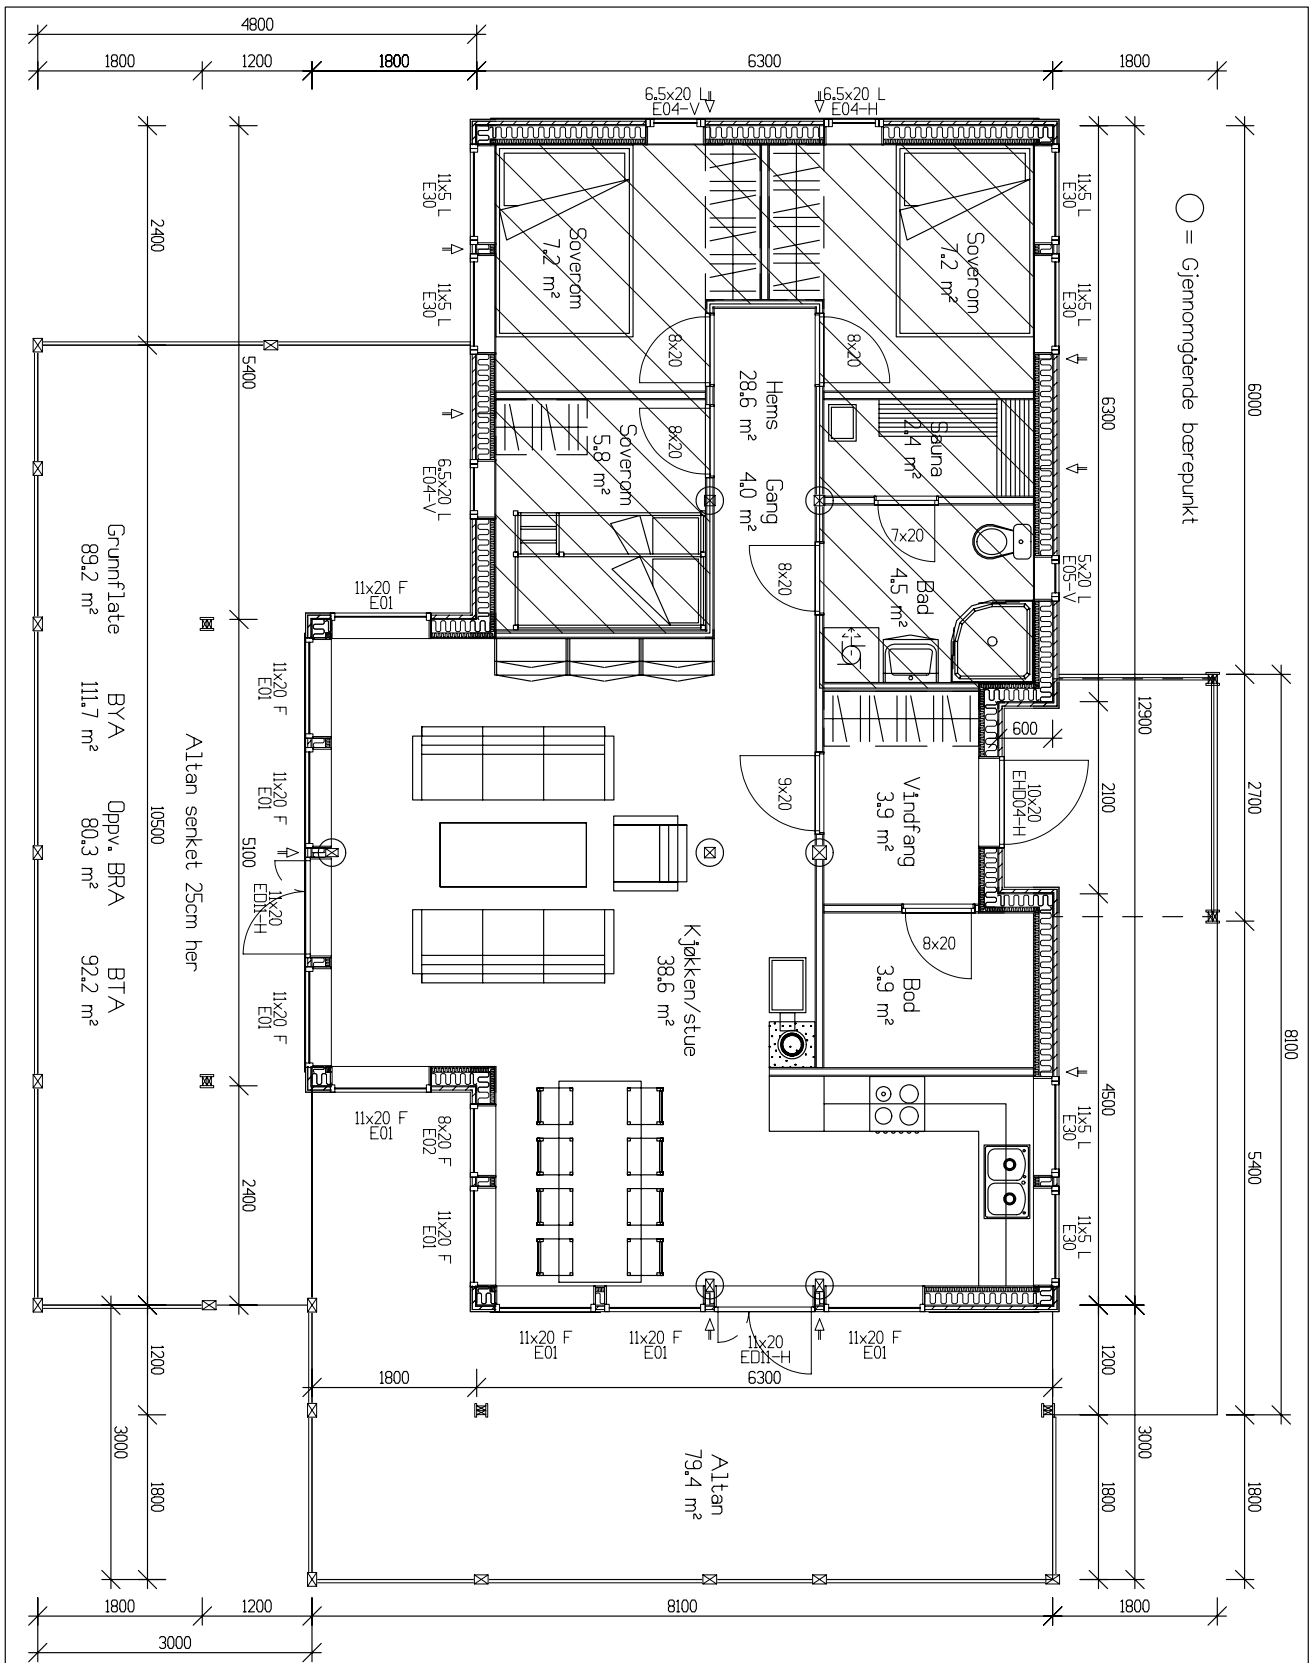 4800
1800
1200
1800
6300
1800
6.5x20 L
E04-V
6.5x20 L
E04-H
= Gjennomgående bærepunkt
11x5 L
E30
11x5 L
E30
11x5 L
E30
11x5 L
E30
2400
5400
6300
6000
Soverom
7.2 m²
Soverom
7.2 m²
8x20
8x20
8x20
Hems
28.6 m²
Gang
4.0 m²
Sauna
2.4 m²
Soverom
5.8 m²
6.5x20 L
E04-V
7x20
8x20
Bad
4.5 m²
5x20 L
E05-V
11x20 F
E01
12900
600
2100
2700
8100
11x20 F
E01
11x20 F
E01
9x20
Vindfang
3.9 m²
10x20
EHD04-H
Grunnflate
89.2 m²
BYA
111.7 m²
Oppv. BRA
80.3 m²
BTA
92.2 m²
10500
Altan senket 25cm her
5100
11x20
ED11-H
11x20 F
E01
Kjøkken/stue
38.6 m²
8x20
Bod
3.9 m²
4500
5400
11x20 F
E01
8x20 F
E02
11x20 F
E01
11x5 L
E30
11x5 L
E30
2400
11x20 F
E01
11x20 F
E01
11x20
ED11-H
11x20 F
E01
1200
3000
1800
1800
6300
1200
3000
1800
1800
Altan
79.4 m²
1800
1200
8100
1800
3000